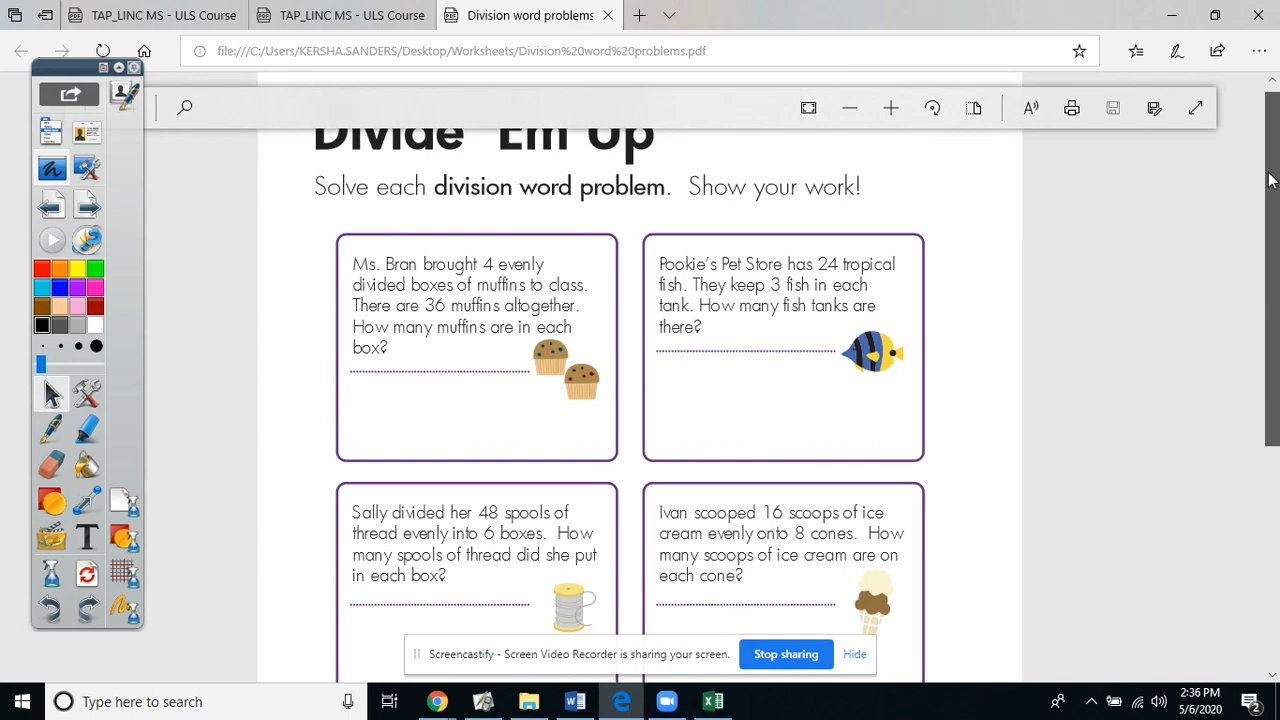 TAP_LINC MS - ULS Course
TAP_LINC MS - ULS Course
Division word problems
file:///C:/Users/KERSHA.SANDERS/Desktop/Worksheets/Division%20word%20problems.pdf
Divide 'Em Up
Solve each division word problem. Show your work!
Ms. Bran brought 4 evenly
divided boxes of muffins to class.
There are 36 muffins altogether.
How many muffins are in each
box?
Pookie's Pet Store has 24 tropical
fish. They keep 3 fish in each
tank. How many fish tanks are
there?
Sally divided her 48 spools of
thread evenly into 6 boxes. How
many spools of thread did she put
in each box?
Ivan scooped 16 scoops of ice
cream evenly onto 8 cones. How
many scoops of ice cream are on
each cone?
Screencastify - Screen Video Recorder is sharing your screen.
Stop sharing
Hide
Type here to search
2:36 PM
5/6/2020
2